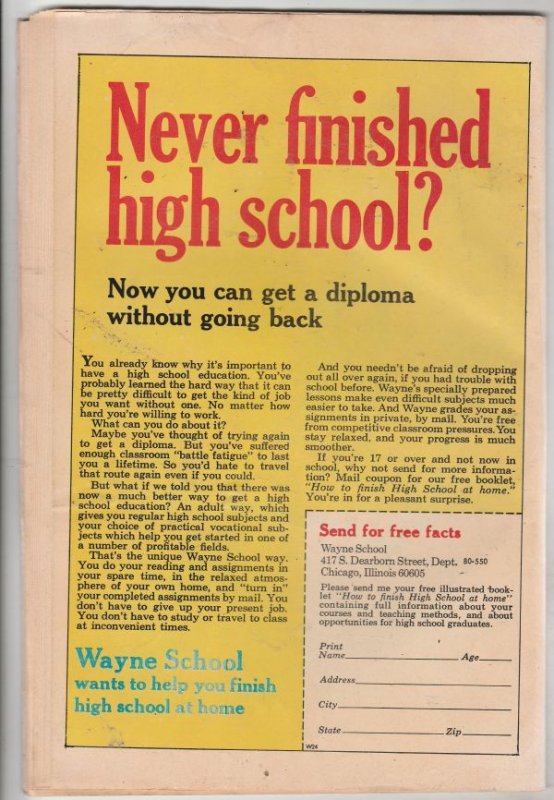 Never finished
high school?
Now you can get a diploma
without going back
You already know why it's important to
have a high school education. You've
probably learned the hard way that it can
be pretty difficult to get the kind of job
you want without one. No matter how
hard you're willing to work.
What can you do about it?
Maybe you've thought of trying again
to get a diploma. But you've suffered
enough classroom "battle fatigue" to last
you a lifetime. So you'd hate to travel
that route again even if you could.
But what if we told you that there was
now a much better way to get a high
school education? An adult way, which
gives you regular high school subjects and
your choice of practical vocational sub-
jects which help you get started in one of
a number of profitable fields.
That's the unique Wayne School way.
You do your reading and assignments in
your spare time, in the relaxed atmos-
phere of your own home, and "turn in"
your completed assignments by mail. You
don't have to give up your present job.
You don't have to study or travel to class
at inconvenient times.
Wayne School
wants to help you finish
high school at home
And you needn't be afraid of dropping
out all over again, if you had trouble with
school before. Wayne's specially prepared
lessons make even difficult subjects much
easier to take. And Wayne grades your as-
signments in private, by mail. You're free
from competitive classroom pressures. You
stay relaxed, and your progress is much
smoother.
If you're 17 or over and not now in
school, why not send for more informa-
tion? Mail coupon for our free booklet,
"How to finish High School at home."
You're in for a pleasant surprise.
Send for free facts
Wayne School
417 S. Dearborn Street, Dept. 80-550
Chicago, Illinois 60605
Please send me your free illustrated book-
let "How to finish High School at home"
containing full information about your
courses and teaching methods, and about
opportunities for high school graduates.
Print
Name Age
Address
City
State Zip
W24